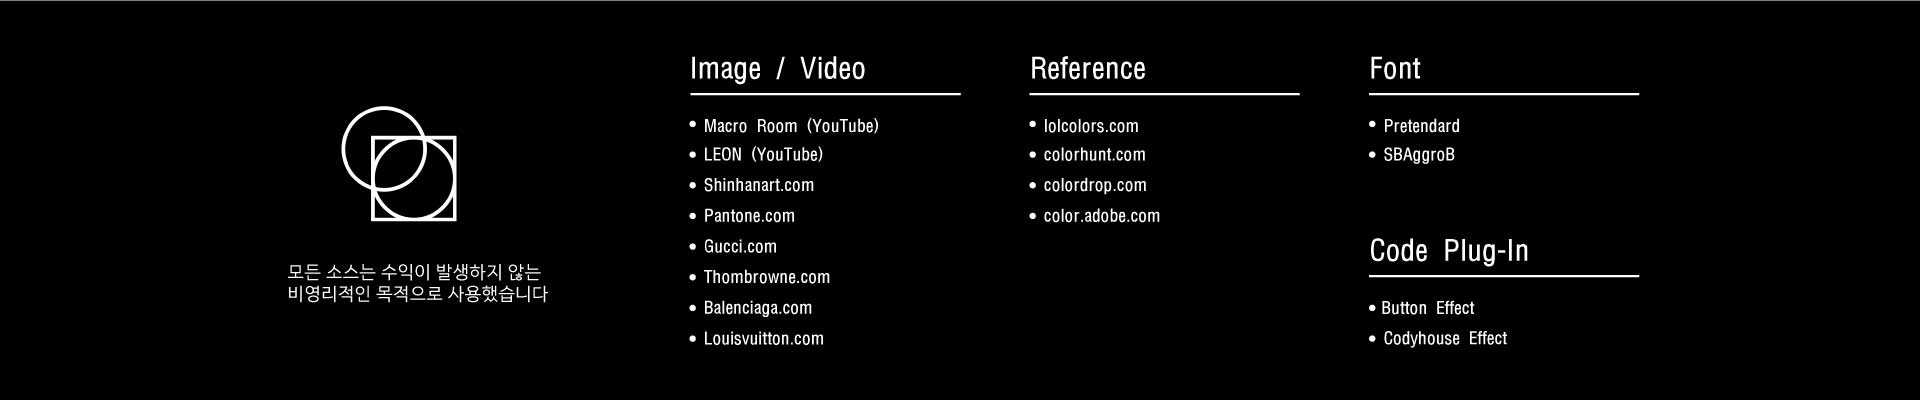 모든 소스는 수익이 발생하지 않는
비영리적인 목적으로 사용했습니다
Image / Video
• Macro Room (YouTube)
• LEON (YouTube)
• Shinhanart.com
• Pantone.com
• Gucci.com
• Thombrowne.com
• Balenciaga.com
• Louisvuitton.com
Reference
• lolcolors.com
• colorhunt.com
• colordrop.com
• color.adobe.com
Font
• Pretendard
• SBAggroB
Code Plug-In
• Button Effect
• Codyhouse Effect